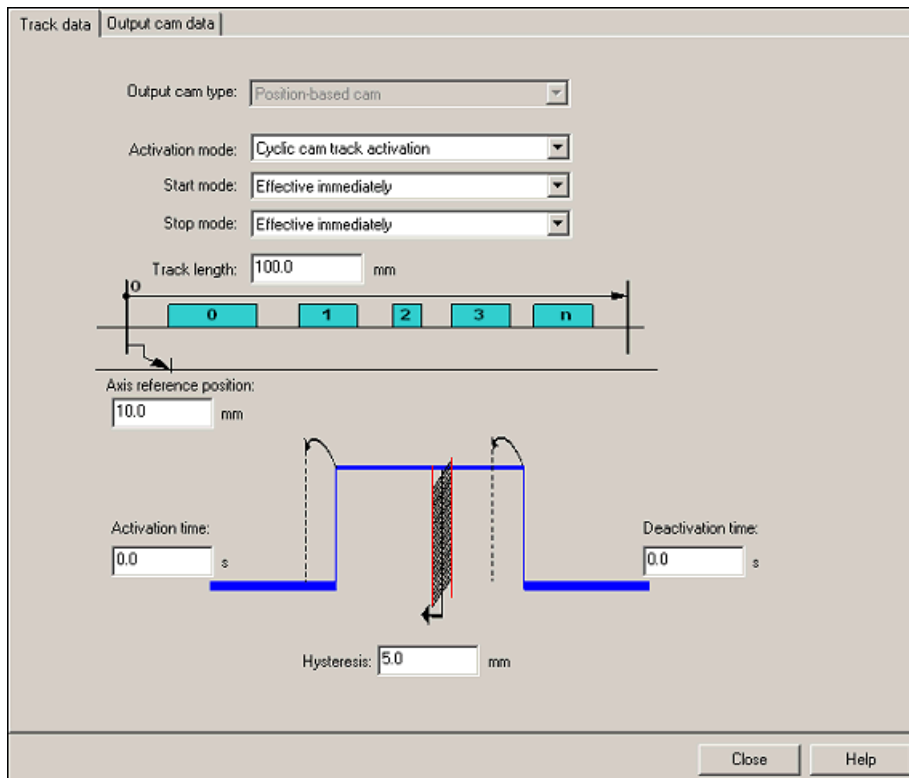 Track data Output cam data
Output cam type: Position-based cam
Activation mode: Cyclic cam track activation
Start mode: Effective immediately
Stop mode: Effective immediately
Track length: 100.0 mm
0
0 1 2 3 n
Axis reference position:
10.0 mm
Activation time: Deactivation time:
0.0 s 0.0 s
Hysteresis: 5.0 mm
Close Help